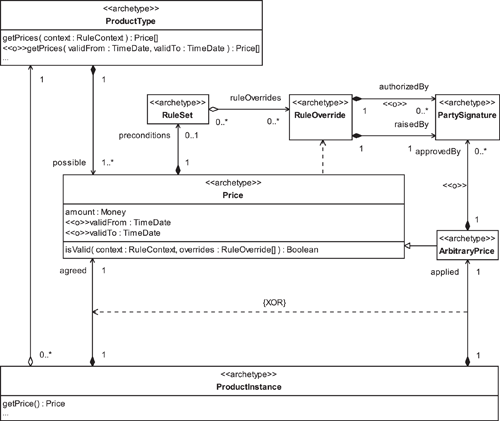 <<archetype>>
ProductType
getPrices( context : RuleContext ) : Price[]
<<o>>getPrices( validFrom : TimeDate, validTo : TimeDate ) : Price[]
...
1
1
<<archetype>>
RuleSet
ruleOverrides
0..*
0..*
<<archetype>>
RuleOverride
authorizedBy
1
<<o>>
0..*
raisedBy
1
1
<<archetype>>
PartySignature
preconditions
0..1
approvedBy
0..*
possible
1..*
1
<<o>>
<<archetype>>
Price
amount : Money
<<o>>validFrom : TimeDate
<<o>>validTo : TimeDate
isValid( context : RuleContext, overrides : RuleOverride[] ) : Boolean
1
<<archetype>>
ArbitraryPrice
agreed
1
applied
1
{XOR}
0..*
1
1
<<archetype>>
ProductInstance
getPrice() : Price
...